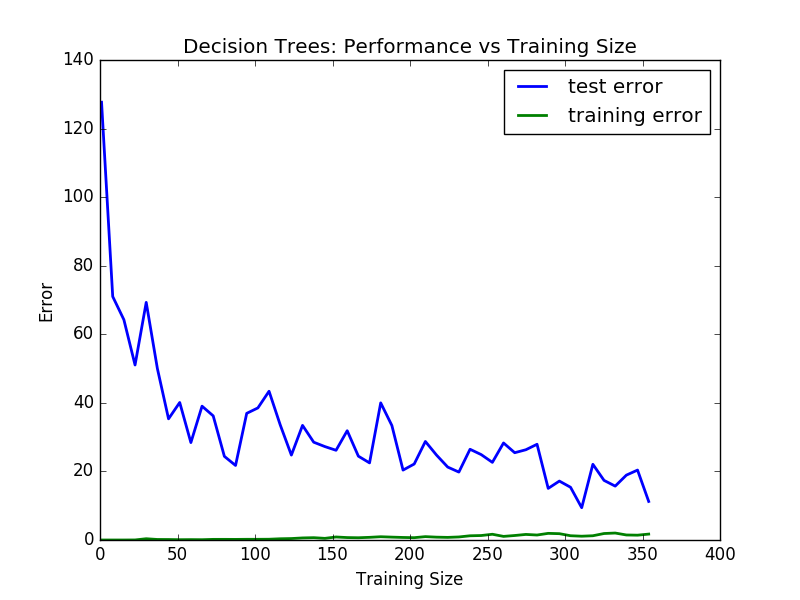 Decision Trees: Performance vs Training Size
140
120
100
80
60
40
20
0
Error
test error
training error
0 50 100 150 200 250 300 350 400
Training Size